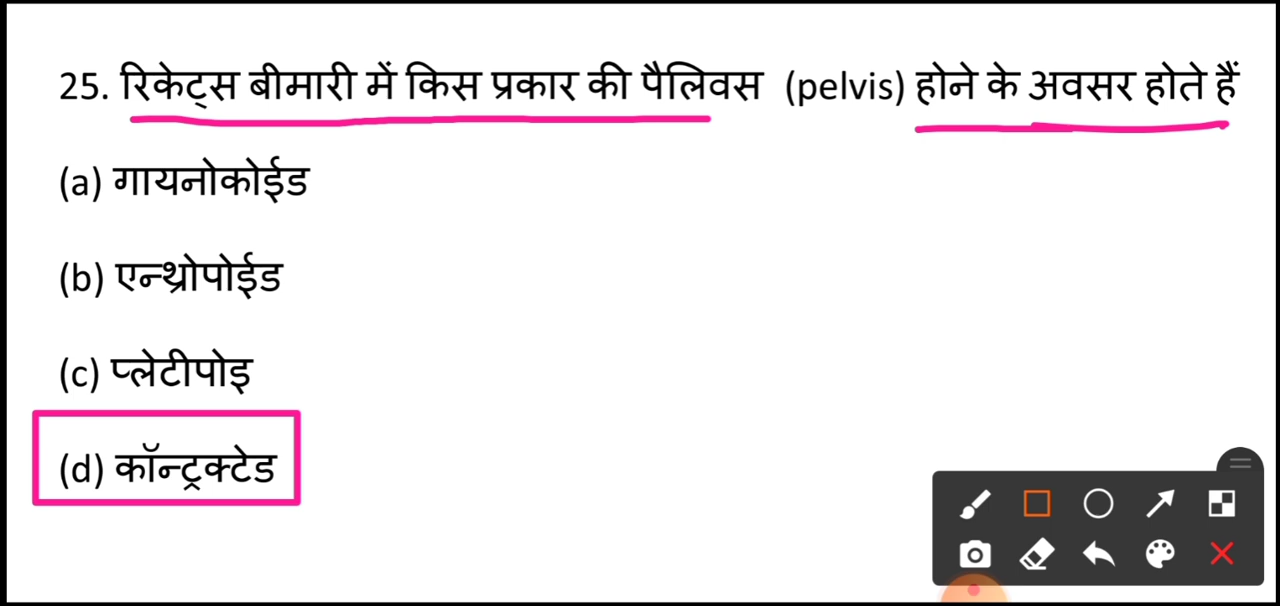 25. रिकेट्स बीमारी में किस प्रकार की पैलिवस (pelvis) होने के अवसर होते हैं
(a) गायनोकोईड
(b) एन्थ्रोपोईड
(c) प्लेटीपोइ
(d) कॉन्ट्रक्टेड